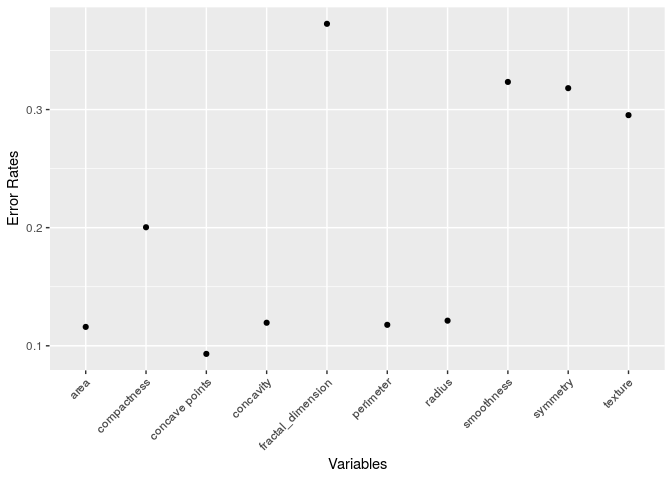 Error Rates
0.3
0.2
0.1
area
compactness
concave points
concavity
fractal_dimension
perimeter
radius
smoothness
symmetry
texture
Variables